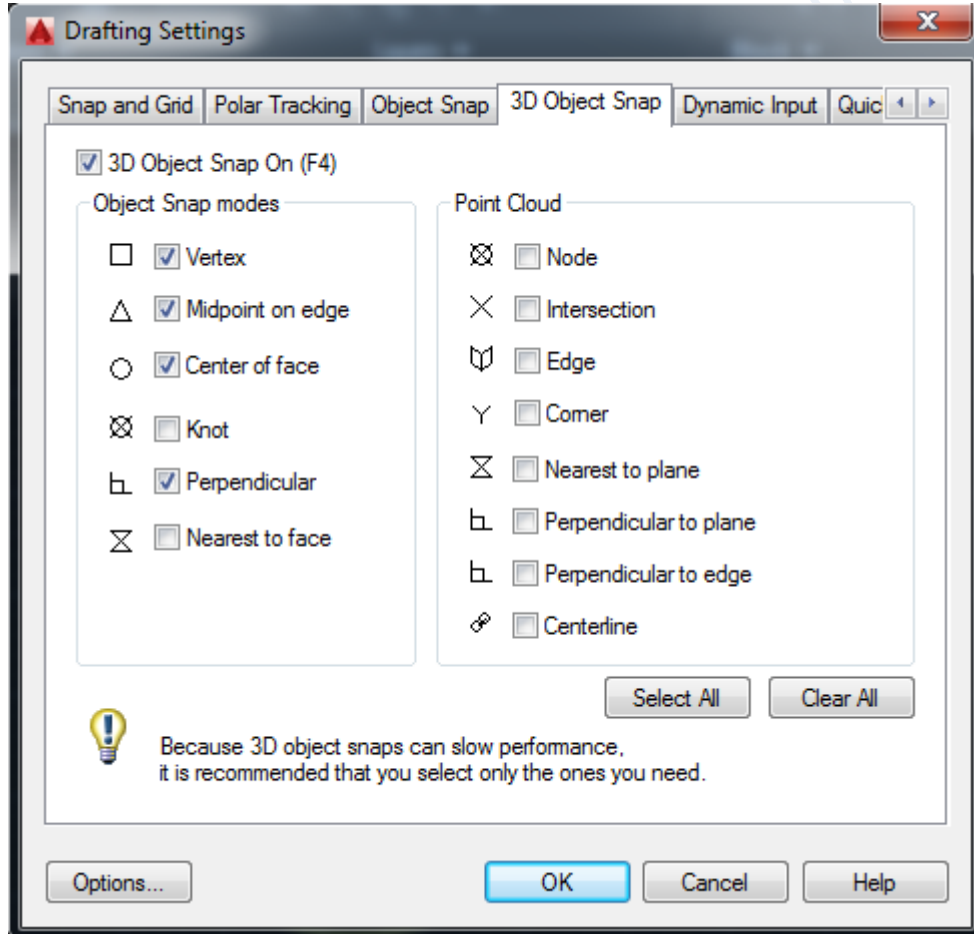 Drafting Settings
Snap and Grid
Polar Tracking
Object Snap
3D Object Snap
Dynamic Input
Quic
3D Object Snap On (F4)
Object Snap modes
Vertex
Midpoint on edge
Center of face
Knot
Perpendicular
Nearest to face
Point Cloud
Node
Intersection
Edge
Corner
Nearest to plane
Perpendicular to plane
Perpendicular to edge
Centerline
Select All
Clear All
Because 3D object snaps can slow performance,
it is recommended that you select only the ones you need.
Options...
OK
Cancel
Help